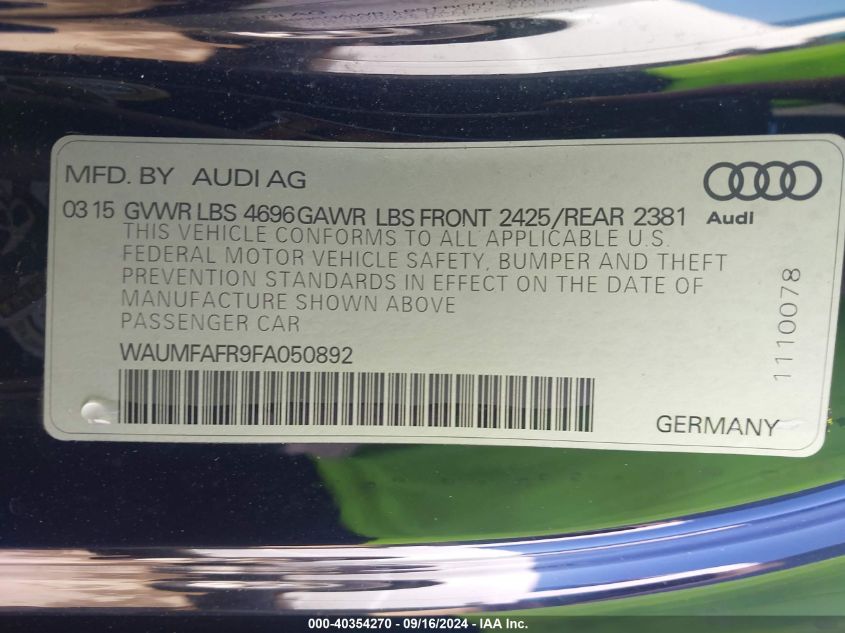 MFD. BY AUDI AG
03 15 GVWR LBS 4696 GAWR LBS FRONT 2425/REAR 2381
Audi
THIS VEHICLE CONFORMS TO ALL APPLICABLE U.S.
FEDERAL MOTOR VEHICLE SAFETY, BUMPER AND THEFT
PREVENTION STANDARDS IN EFFECT ON THE DATE OF
MANUFACTURE SHOWN ABOVE
PASSENGER CAR
WAUMFAFR9FA050892
1110078
GERMANY
000-40354270 - 09/16/2024 - IAA Inc.